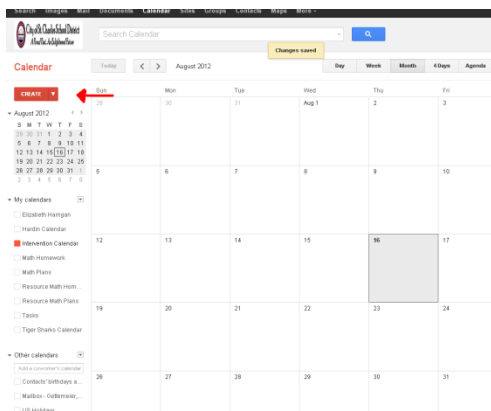 Search Images Mail Documents Calendar Sites Groups Contacts Maps More
City of St. Charles School District
Search Calendar
Changes saved
Calendar
Today < > August 2012 Day Week Month 4 Days Agenda
CREATE
Sun Mon Tue Wed Thu Fri
29 30 31 Aug 1 2 3
August 2012 < >
S M T W T F S
29 30 31 1 2 3 4
5 6 7 8 9 10 11
12 13 14 15 16 17 18
19 20 21 22 23 24 25
26 27 28 29 30 31 1
2 3 4 5 6 7 8
5 6 7 8 9 10
My calendars
Elizabeth Harrigan
Hardin Calendar
Intervention Calendar
Math Homework
Math Plans
Resource Math Hom...
Resource Math Plans
Tasks
Tiger Sharks Calendar
12 13 14 15 16 17
19 20 21 22 23 24
Other calendars
Add a coworker's calendar
Contacts' birthdays a...
Mailbox - Oettameier,...
US Holidays
26 27 28 29 30 31